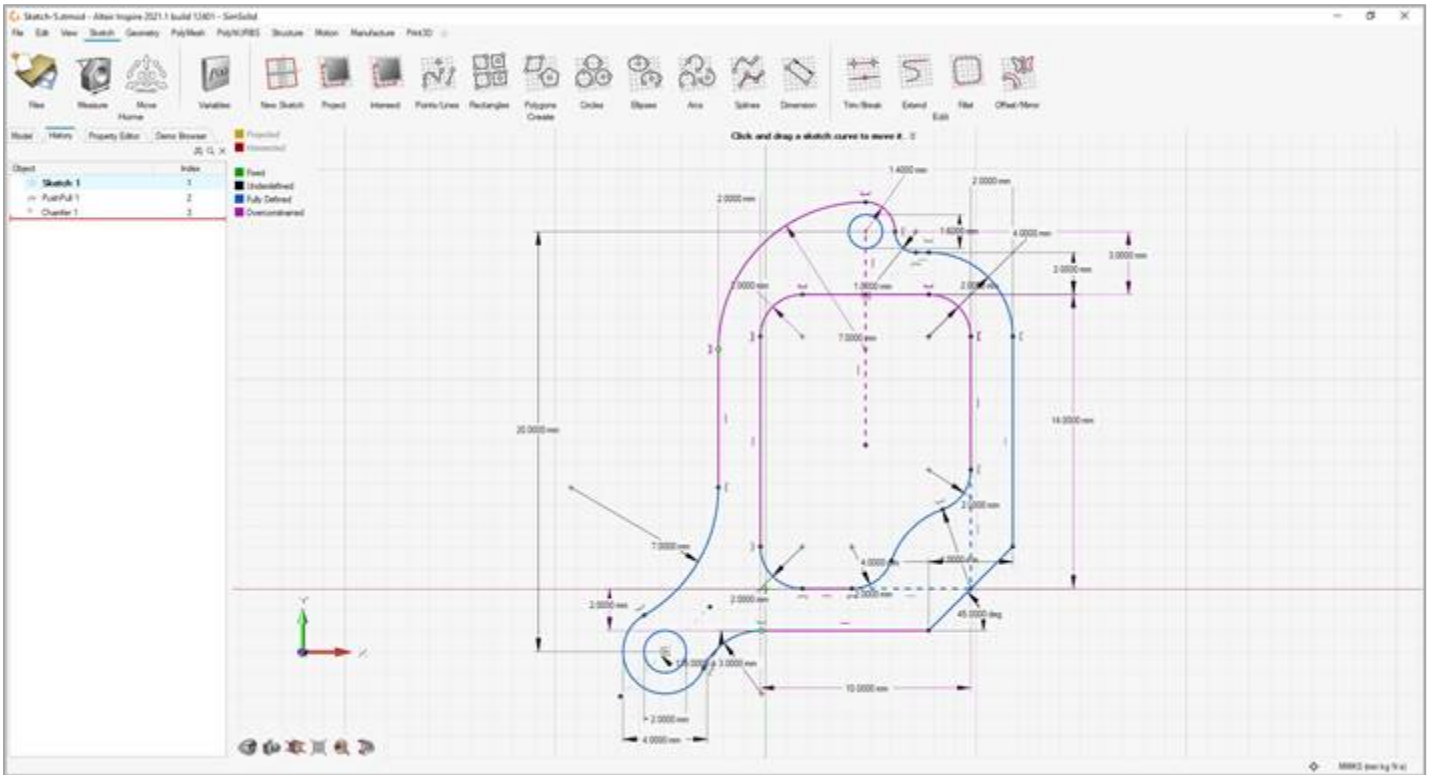 Sketch-5.stmod - Altair Inspire 2021.1 build 12401 - SimSolid
File Edit View Sketch Geometry PolyMesh PolyNURBS Structure Motion Manufacture Print3D
Files Measure Move Variables New Sketch Project Intersect Points/Lines Rectangles Polygons Circles Ellipses Arcs Splines Dimension Trim/Break Extend Fillet Offset/Mirror
Home Create Edit
Model History Property Editor Demo Browser
Projected
Intersected
Click and drag a sketch curve to move it.
Object Index
Sketch 1 1
PushPull 1 2
Chamfer 1 3
Fixed
Underdefined
Fully Defined
Overconstrained
1.4000 mm
2.0000 mm
2.0000 mm
1.6000 mm
4.0000 mm
3.0000 mm
2.0000 mm
2.0000 mm
1.0000 mm
7.0000 mm
14.0000 mm
20.0000 mm
2.0000 mm
7.0000 mm
4.0000
2.0000 mm
2.0000 mm
2.0000 mm
45.0000 deg
3.0000 mm
10.0000 mm
2.0000 mm
4.0000 mm
Y
X
MMKS (mm kg N s)